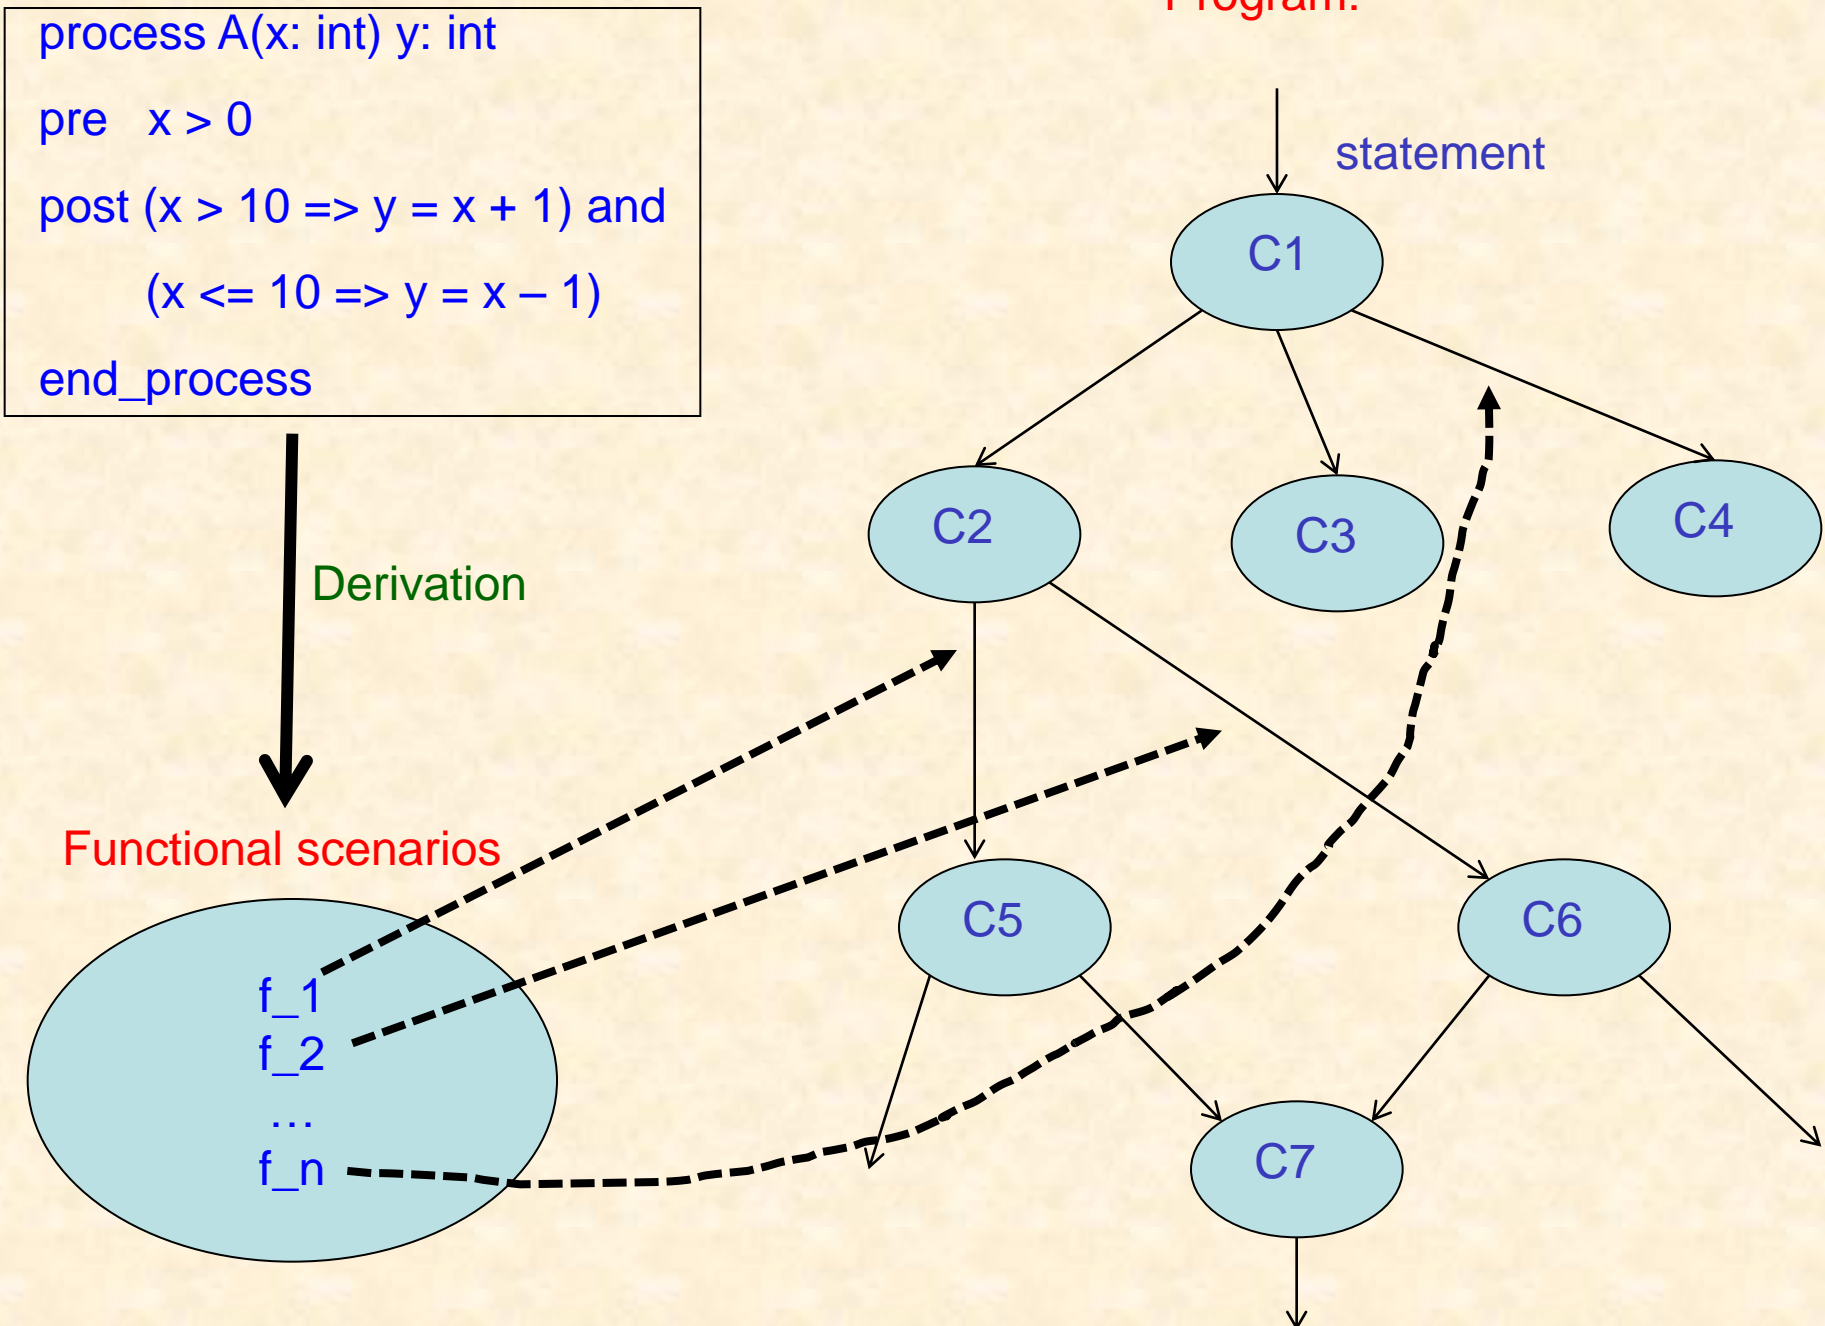 Program:
process A(x: int) y: int
pre x > 0
post (x > 10 => y = x + 1) and
(x <= 10 => y = x – 1)
end_process
statement
C1
C2
C3
C4
Derivation
Functional scenarios
C5
C6
f_1
f_2
…
f_n
C7